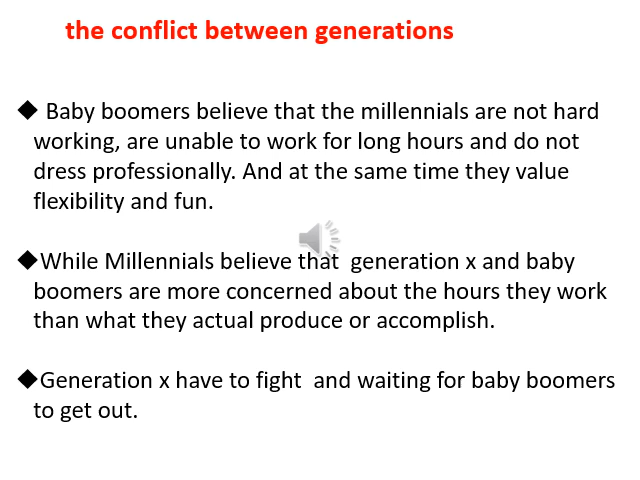 the conflict between generations
◆ Baby boomers believe that the millennials are not hard
working, are unable to work for long hours and do not
dress professionally. And at the same time they value
flexibility and fun.
◆While Millennials believe that generation x and baby
boomers are more concerned about the hours they work
than what they actual produce or accomplish.
◆Generation x have to fight and waiting for baby boomers
to get out.